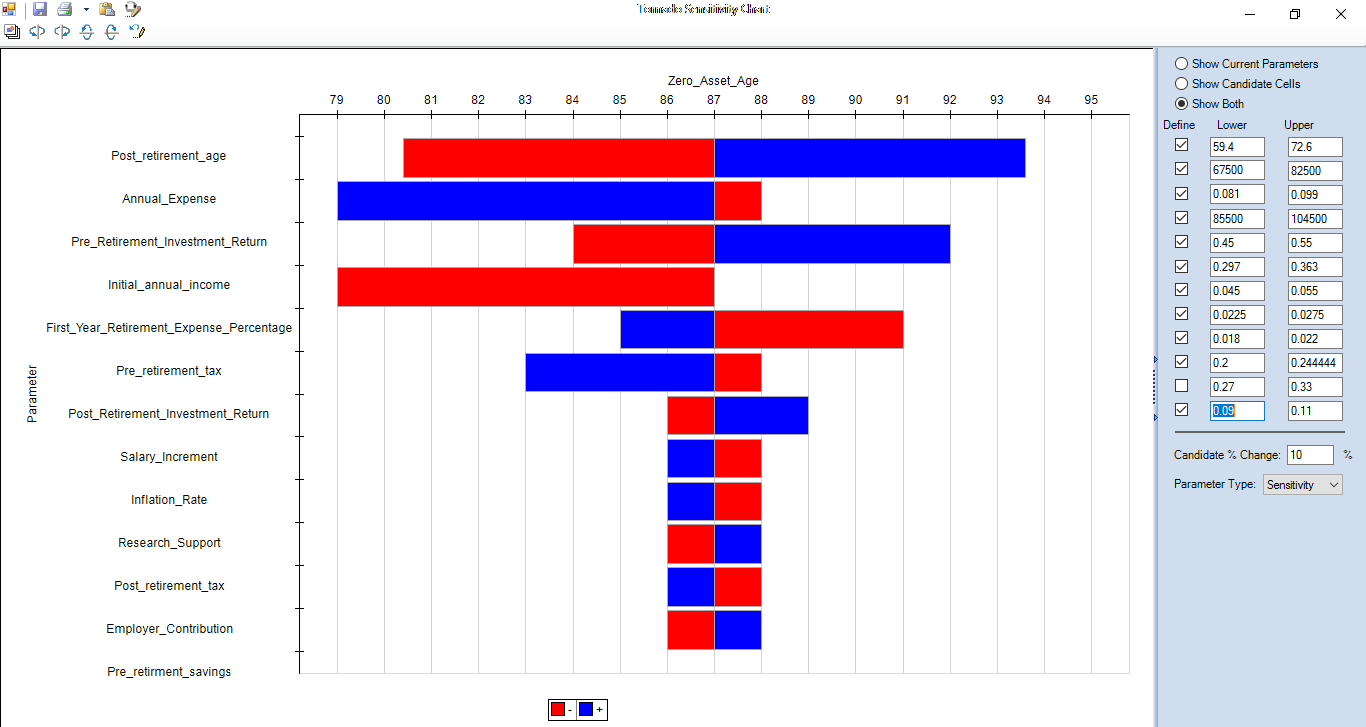 Tornado Sensitivity Chart
Zero_Asset_Age
79 80 81 82 83 84 85 86 87 88 89 90 91 92 93 94 95
Parameter
Post_retirement_age
Annual_Expense
Pre_Retirement_Investment_Return
Initial_annual_income
First_Year_Retirement_Expense_Percentage
Pre_retirement_tax
Post_Retirement_Investment_Return
Salary_Increment
Inflation_Rate
Research_Support
Post_retirement_tax
Employer_Contribution
Pre_retirment_savings
- +
Show Current Parameters
Show Candidate Cells
Show Both
Define Lower Upper
59.4 72.6
67500 82500
0.081 0.099
85500 104500
0.45 0.55
0.297 0.363
0.045 0.055
0.0225 0.0275
0.018 0.022
0.2 0.244444
0.27 0.33
0.09 0.11
Candidate % Change: 10 %
Parameter Type: Sensitivity